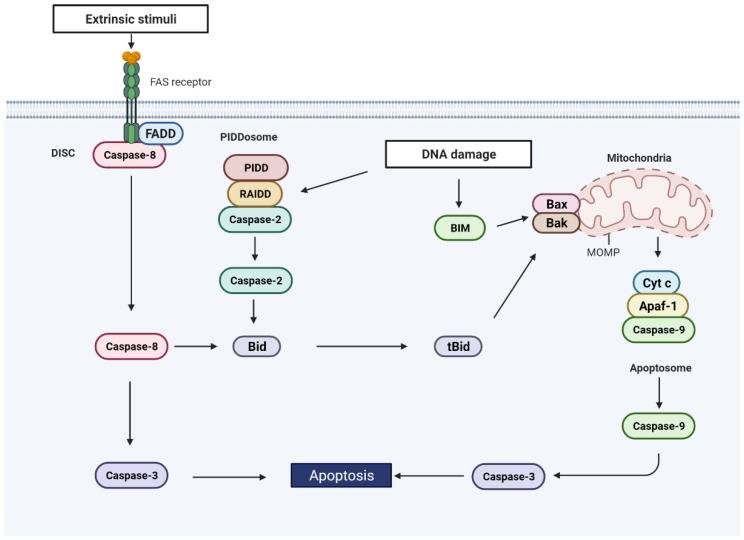 Extrinsic stimuli
FAS receptor
FADD
DISC
Caspase-8
PIDDosome
PIDD
RAIDD
Caspase-2
DNA damage
Mitochondria
Bax
Bak
BIM
MOMP
Caspase-2
Cyt c
Apaf-1
Caspase-9
Caspase-8
Bid
tBid
Apoptosome
Caspase-9
Caspase-3
Apoptosis
Caspase-3